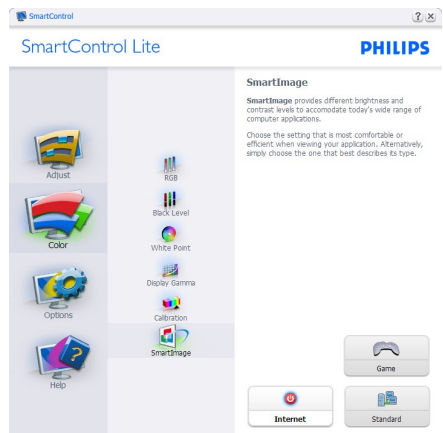 SmartControl
SmartControl Lite
PHILIPS
Adjust
Color
Options
Help
RGB
Black Level
White Point
Display Gamma
Calibration
SmartImage
SmartImage
SmartImage provides different brightness and
contrast levels to accomodate today's wide range of
computer applications.
Choose the setting that is most comfortable or
efficient when viewing your application. Alternatively,
simply choose the one that best describes its type.
Game
Internet
Standard